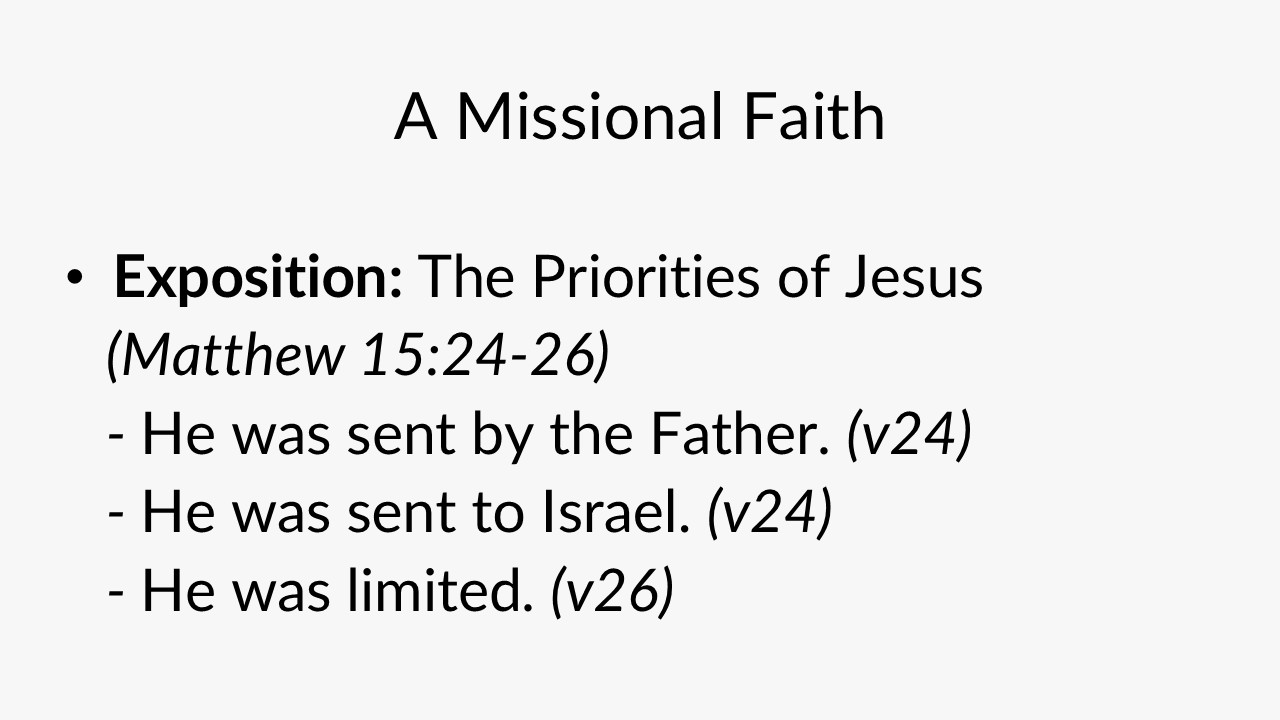 A Missional Faith
• Exposition: The Priorities of Jesus
(Matthew 15:24-26)
- He was sent by the Father. (v24)
- He was sent to Israel. (v24)
- He was limited. (v26)